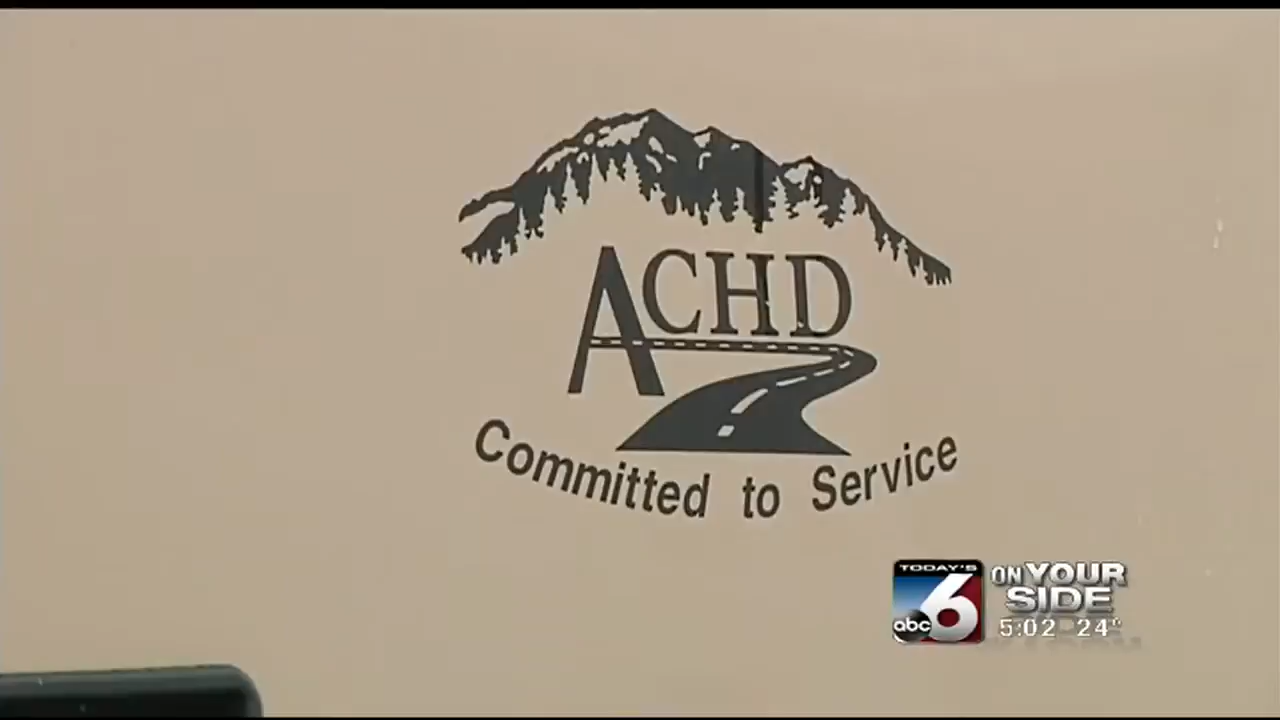 ACHD
Committed to Service
TODAY'S
6
abc
ON YOUR
SIDE
5:02 24°